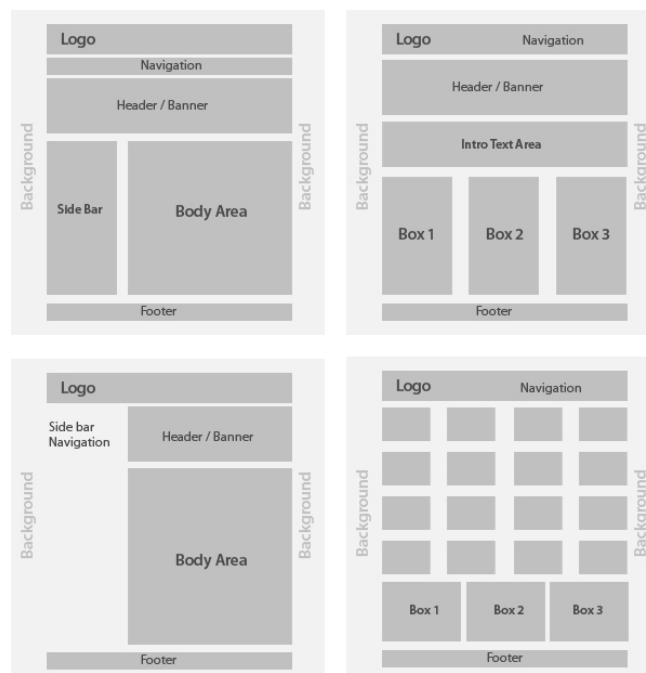 Logo
Navigation
Header / Banner
Background
Side Bar
Body Area
Background
Footer
Logo
Navigation
Header / Banner
Intro Text Area
Background
Box 1
Box 2
Box 3
Background
Footer
Logo
Side bar
Navigation
Header / Banner
Background
Body Area
Background
Footer
Logo
Navigation
Background
Background
Box 1
Box 2
Box 3
Footer